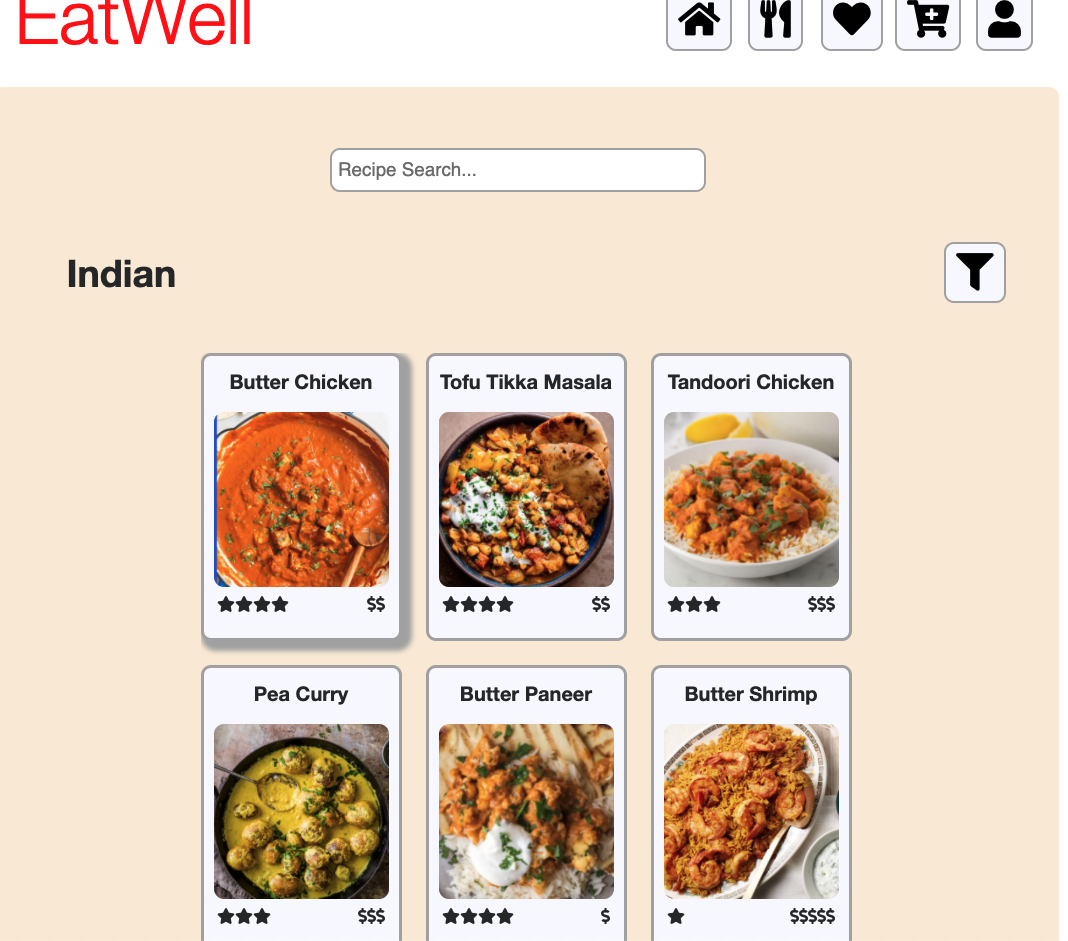 EatWell
Recipe Search...
Indian
Butter Chicken
Tofu Tikka Masala
Tandoori Chicken
$$
$$
$$$
Pea Curry
Butter Paneer
Butter Shrimp
$$$
$
$$$$$